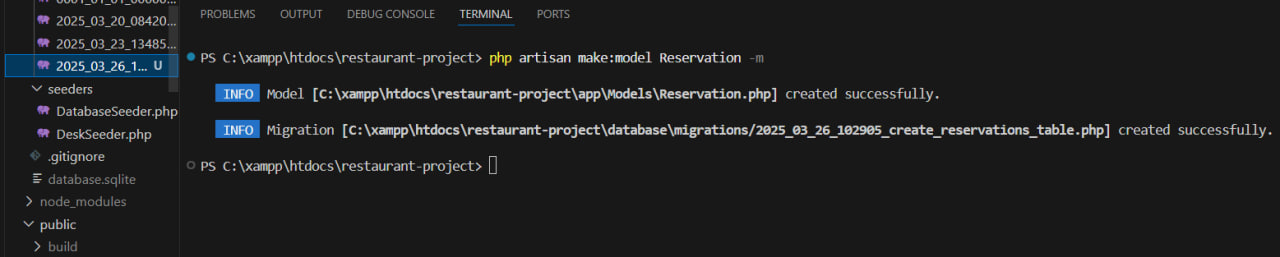 PROBLEMS OUTPUT DEBUG CONSOLE TERMINAL PORTS
2025_03_20_08420...
2025_03_23_13485...
2025_03_26_1... U
seeders
DatabaseSeeder.php
DeskSeeder.php
.gitignore
database.sqlite
node_modules
public
build
PS C:\xampp\htdocs\restaurant-project> php artisan make:model Reservation -m
INFO Model [C:\xampp\htdocs\restaurant-project\app\Models\Reservation.php] created successfully.
INFO Migration [C:\xampp\htdocs\restaurant-project\database\migrations/2025_03_26_102905_create_reservations_table.php] created successfully.
PS C:\xampp\htdocs\restaurant-project>